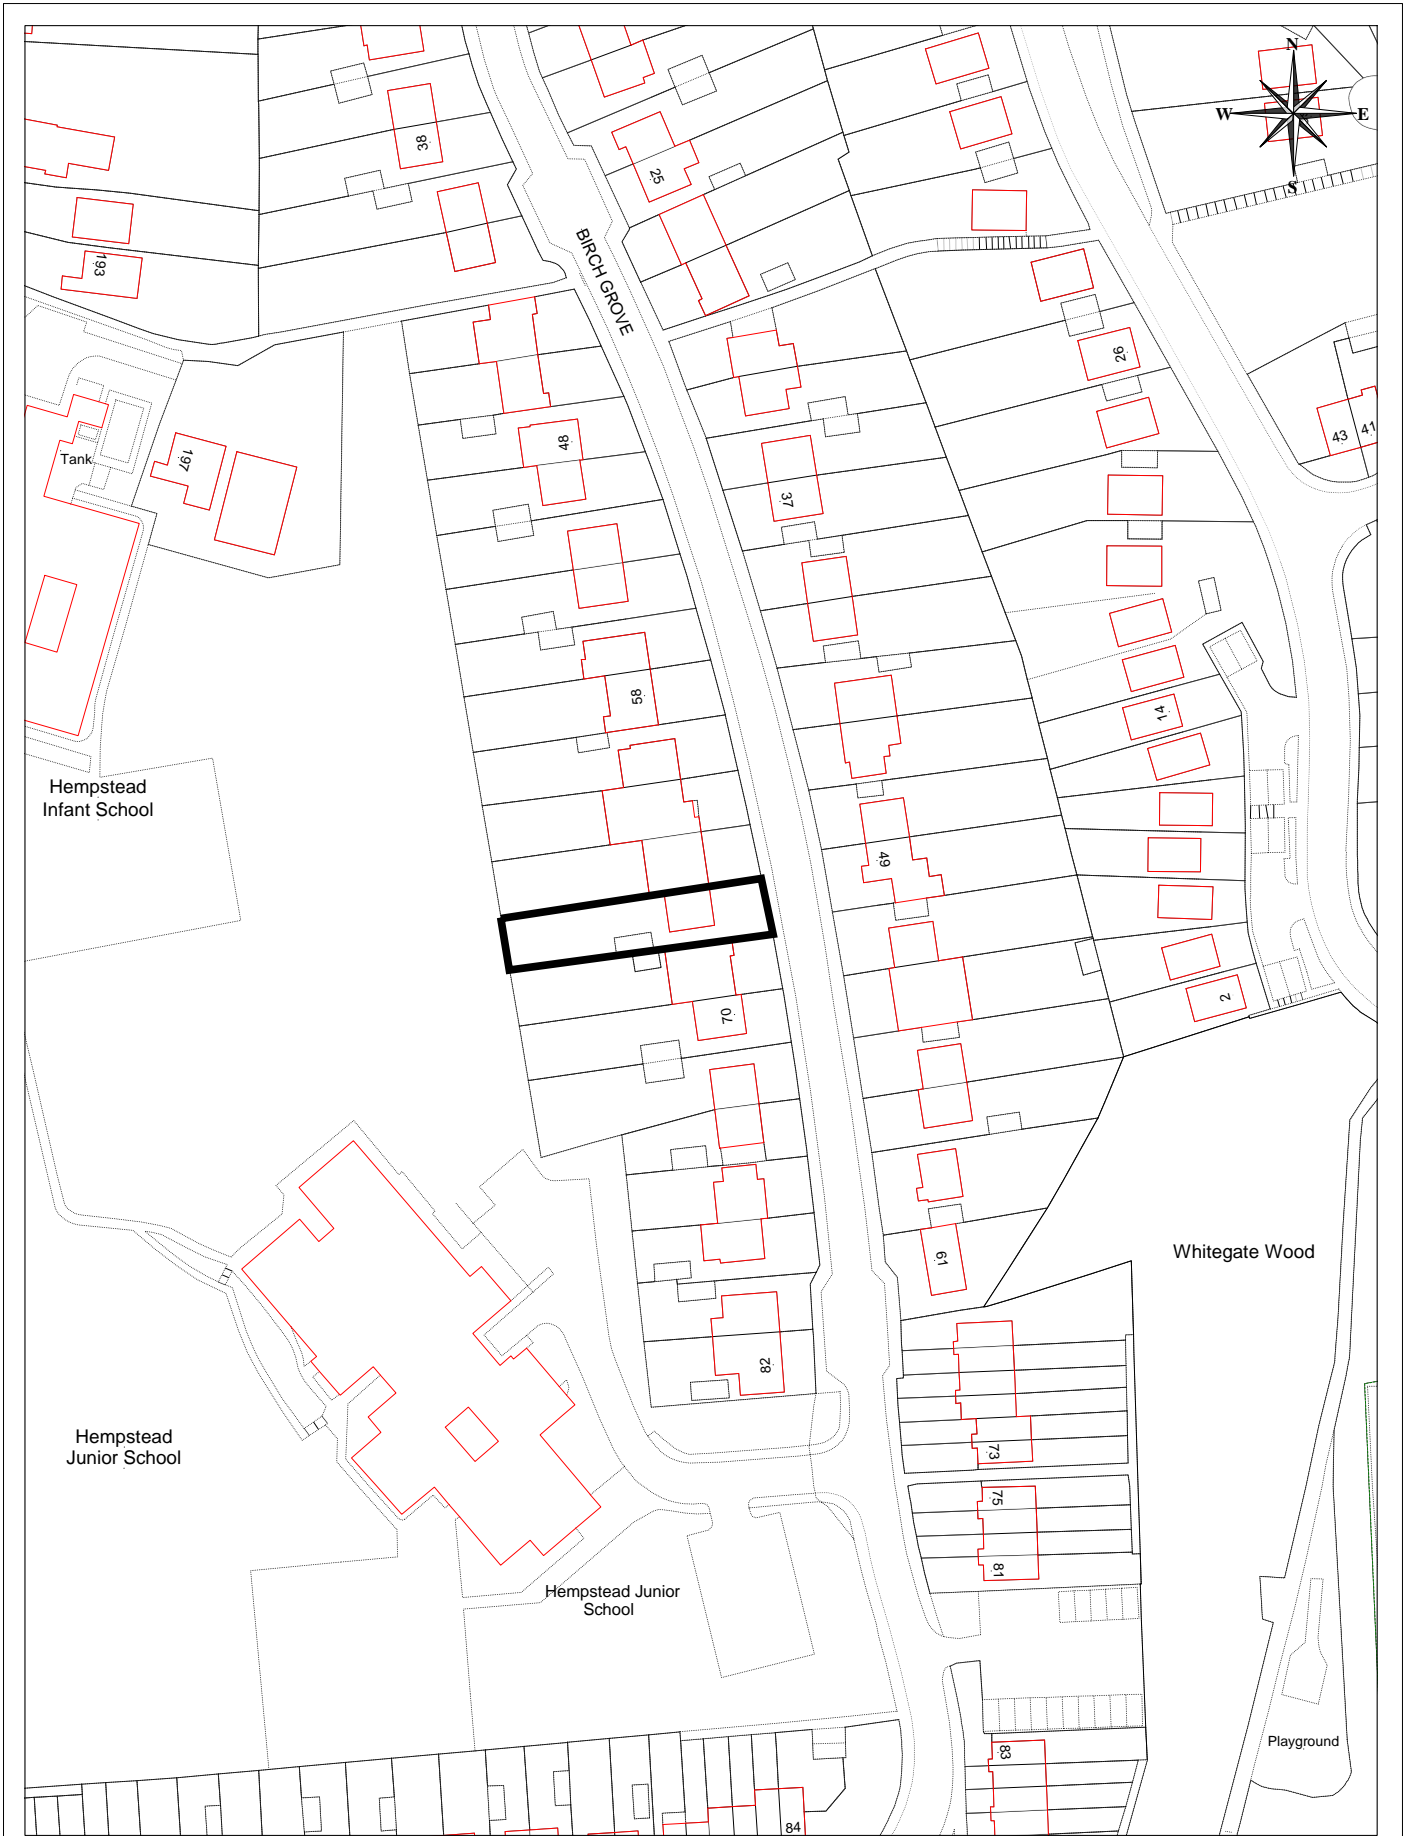 N
W
E
S
38
25
193
BIRCH GROVE
26
43
41
48
197
Tank
37
58
14
Hempstead
Infant School
49
2
70
61
Whitegate Wood
82
Hempstead
Junior School
73
75
81
Hempstead Junior
School
83
Playground
84